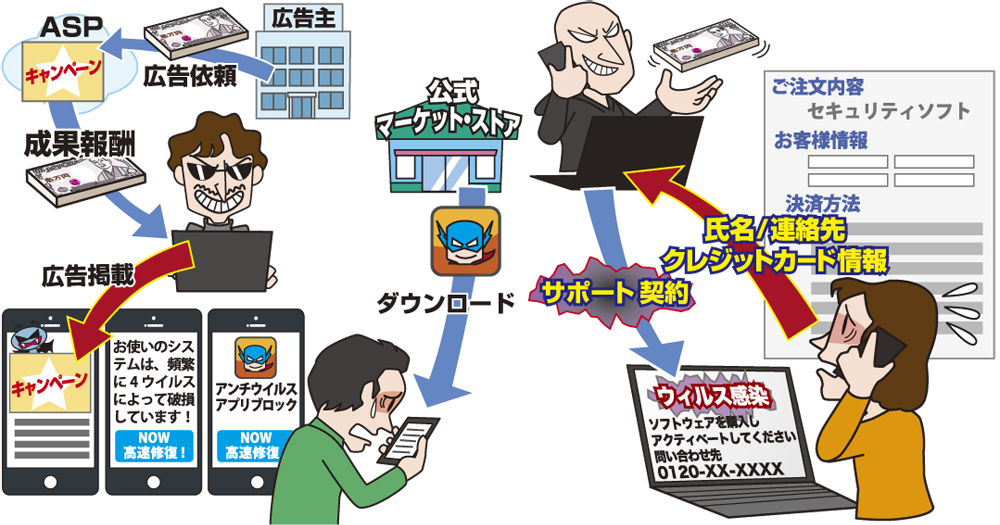 ASP
キャンペーン
広告主
広告依頼
成果報酬
広告掲載
キャンペーン
お使いのシス
テムは、頻繁
に4ウイルス
によって破損
しています！
NOW
高速修復！
アンチウイルス
アプリブロック
NOW
高速修復！
公式
マーケット・ストア
ダウンロード
サポート契約
ご注文内容
セキュリティソフト
お客様情報
決済方法
氏名/連絡先
クレジットカード情報
ウィルス感染
ソフトウェアを購入し
アクティベートしてください
問い合わせ先
0120-XX-XXXX